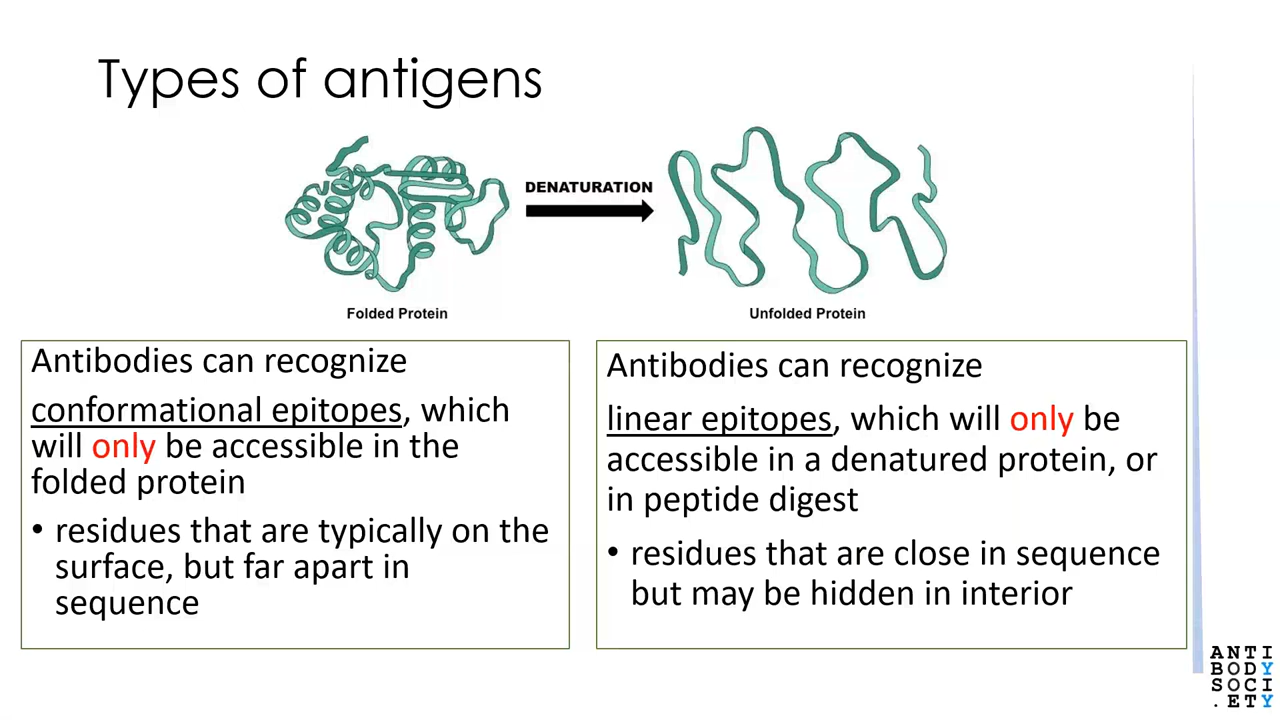 Types of antigens
DENATURATION
Folded Protein
Unfolded Protein
Antibodies can recognize
conformational epitopes, which
will only be accessible in the
folded protein
• residues that are typically on the
surface, but far apart in
sequence
Antibodies can recognize
linear epitopes, which will only be
accessible in a denatured protein, or
in peptide digest
• residues that are close in sequence
but may be hidden in interior
ANTI
BODY
SOCI
.ETY